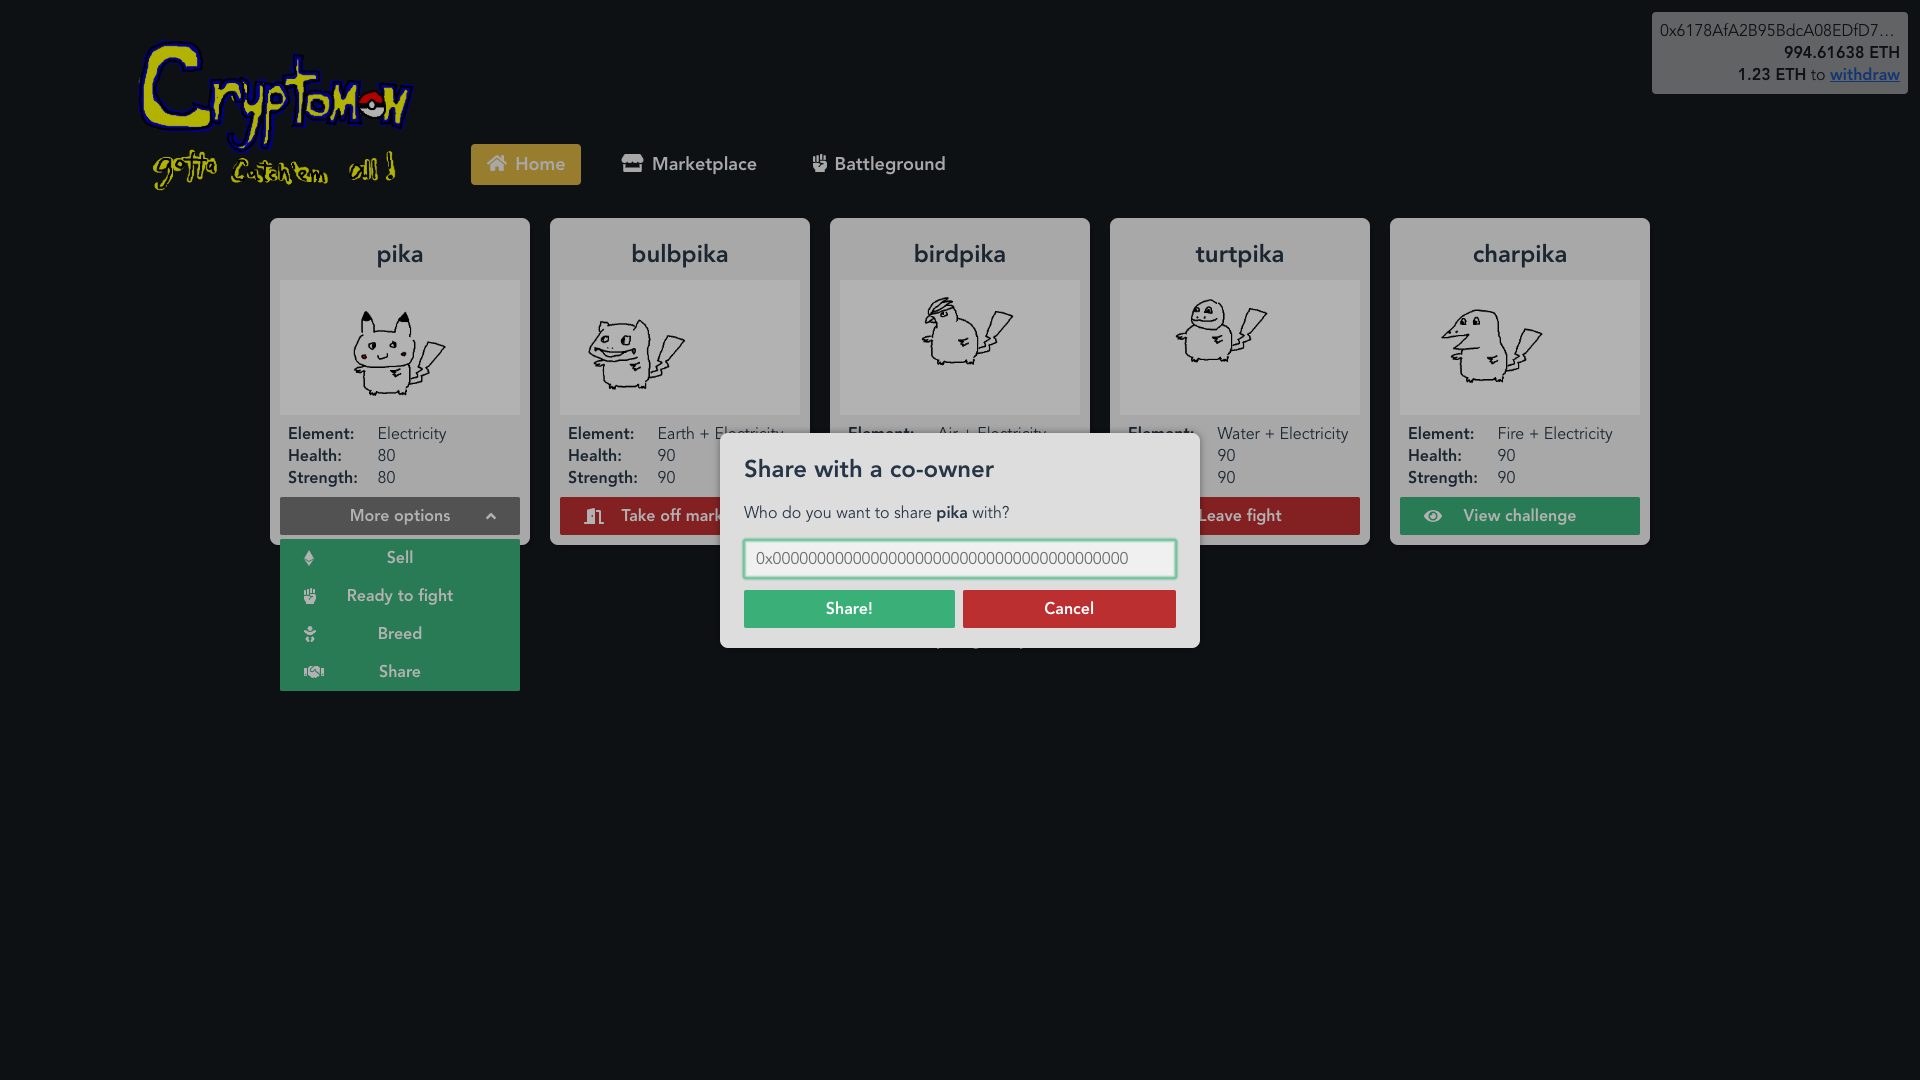 0x6178AfA2B95BdcA08EDfD7...
994.61638 ETH
1.23 ETH to withdraw
Cryptomon
gotta Catch'em all!
Home
Marketplace
Battleground
pika
Element: Electricity
Health: 80
Strength: 80
More options
Sell
Ready to fight
Breed
Share
bulbpika
Element: Earth + Electricity
Health: 90
Strength: 90
Take off mark
birdpika
Element: Air + Electricity
turtpika
Element: Water + Electricity
90
90
Leave fight
charpika
Element: Fire + Electricity
Health: 90
Strength: 90
View challenge
Share with a co-owner
Who do you want to share pika with?
0x0000000000000000000000000000000000000000
Share!
Cancel